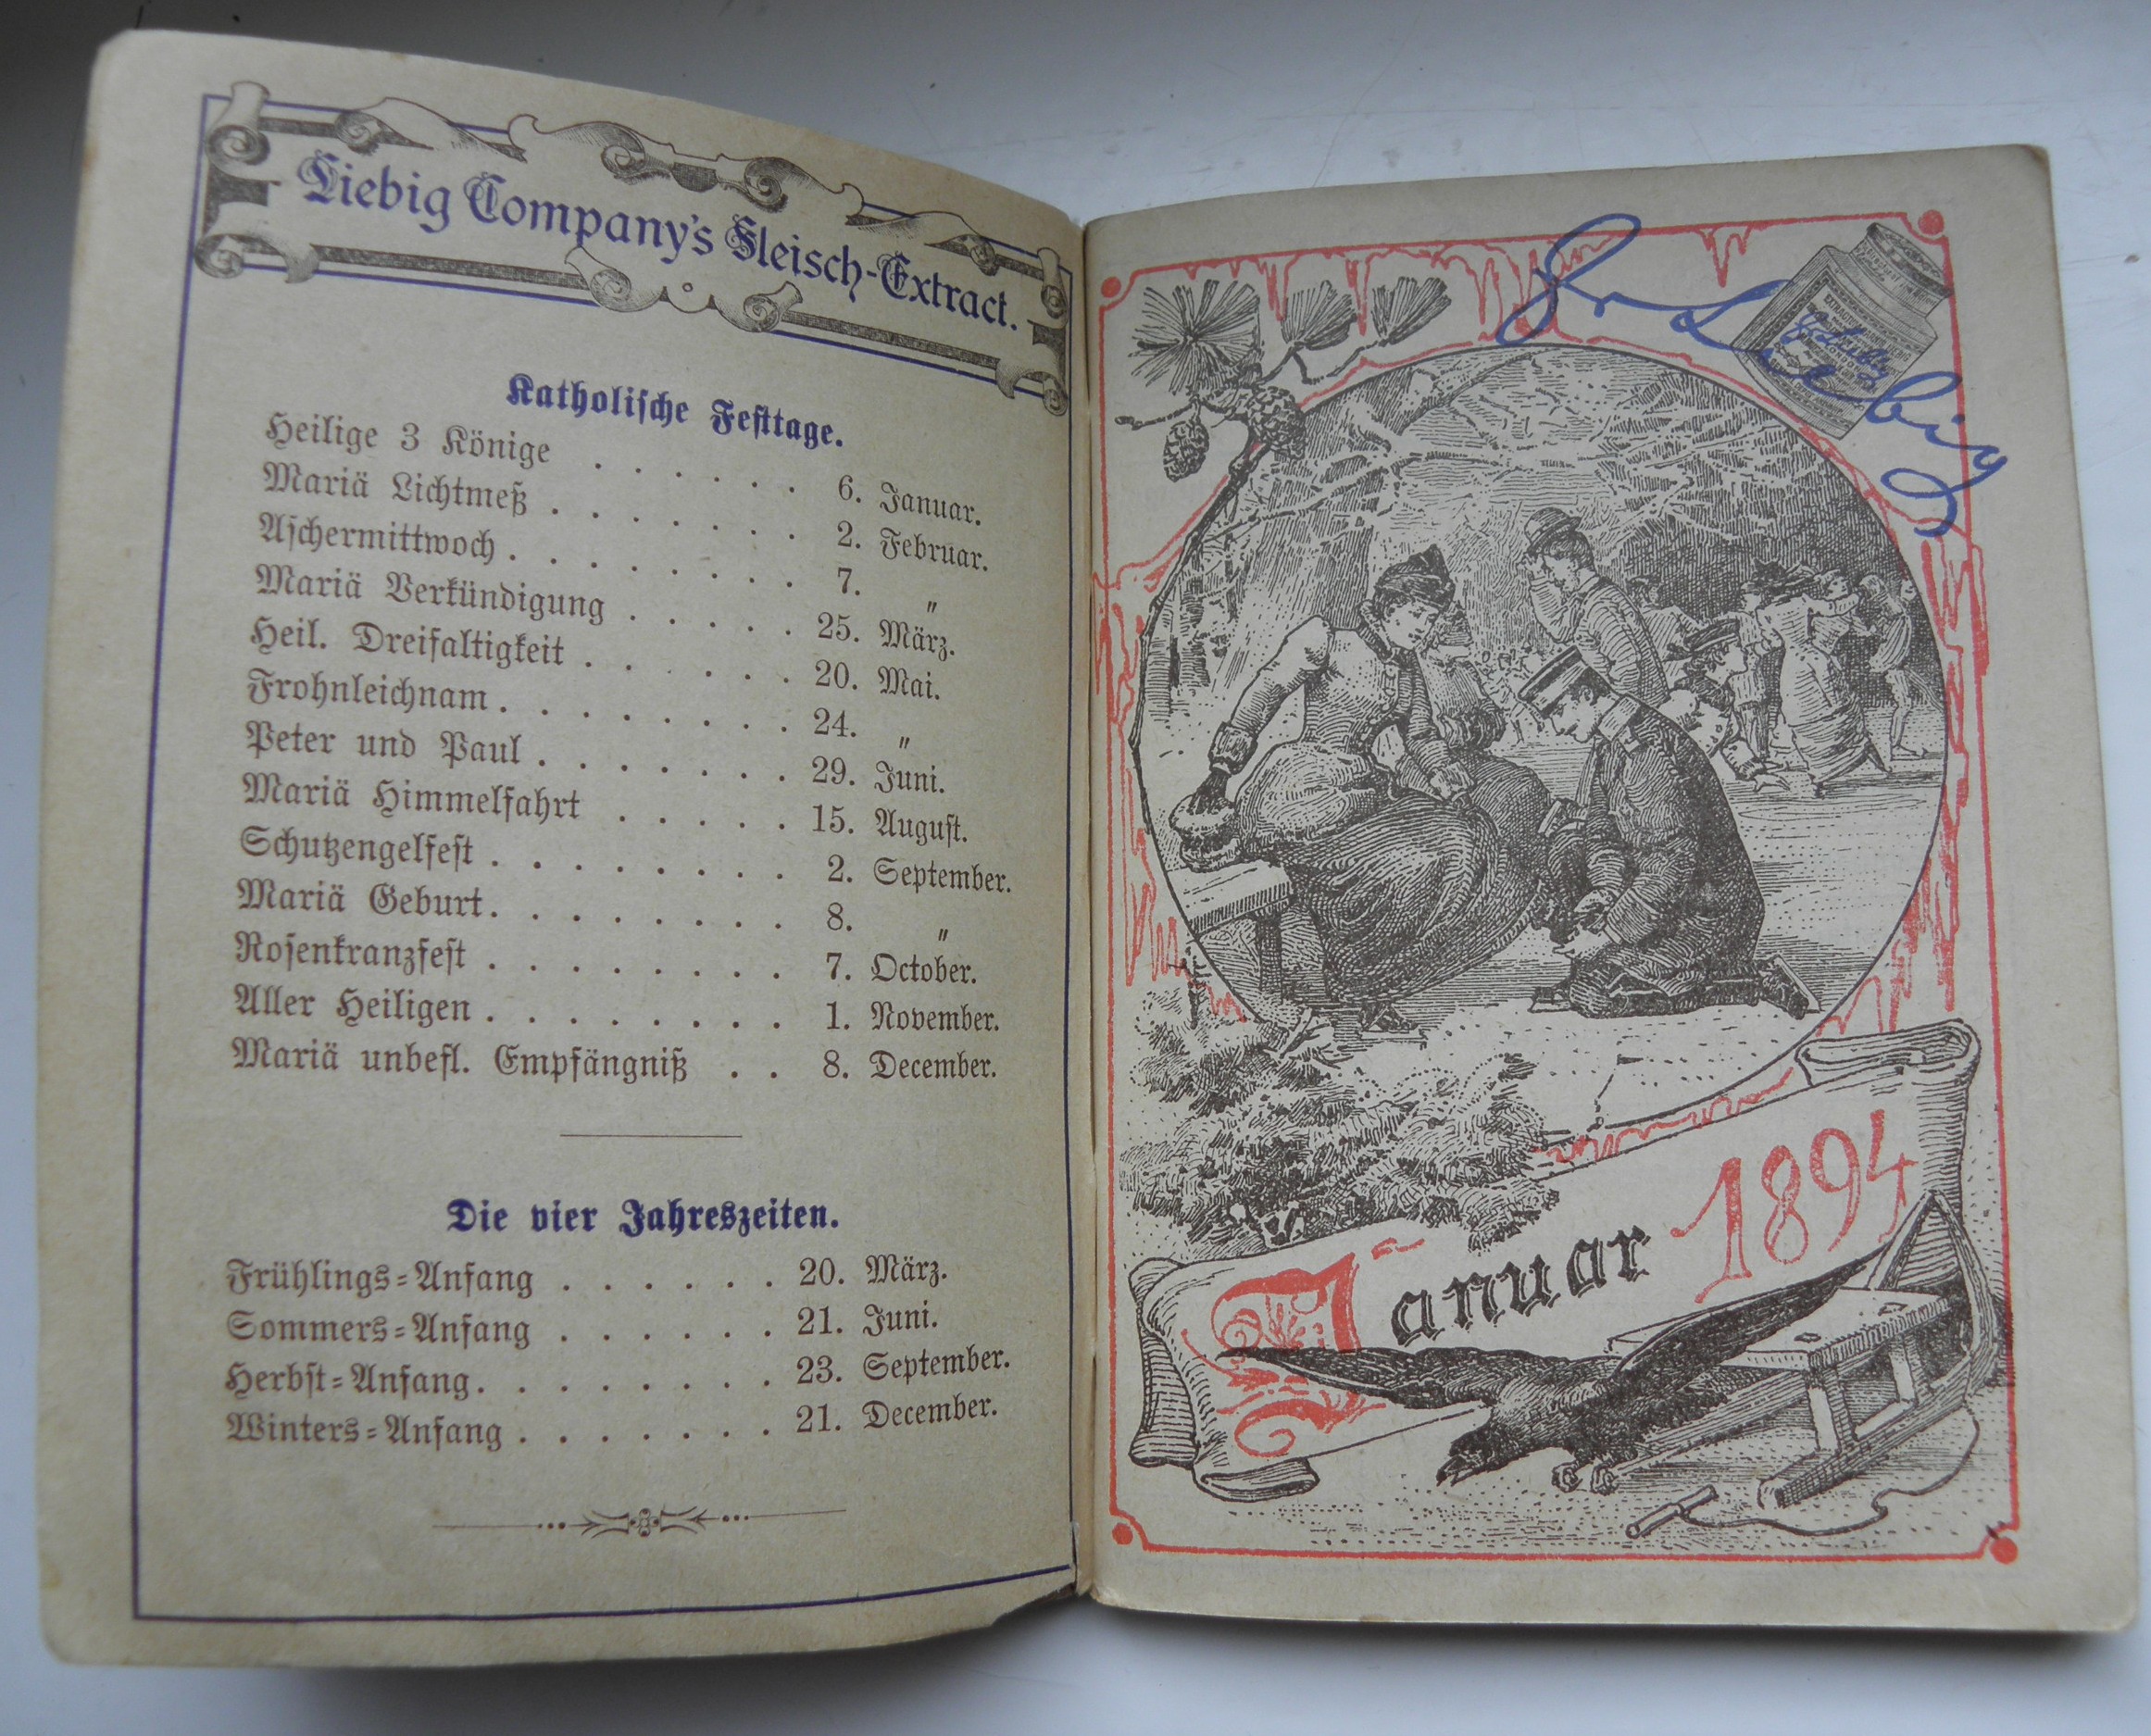 Liebig Company's Fleisch-Extract.
Katholische Festtage.
Heilige 3 Könige . . . . . . 6. Januar.
Mariä Lichtmeß . . . . . . . 2. Februar.
Aschermittwoch . . . . . . . . 7. "
Mariä Verkündigung . . . . . 25. März.
Heil. Dreifaltigkeit . . . . . . 20. Mai.
Frohnleichnam . . . . . . . . 24. "
Peter und Paul . . . . . . . 29. Juni.
Mariä Himmelfahrt . . . . . 15. August.
Schutzengelfest . . . . . . . . 2. September.
Mariä Geburt . . . . . . . . 8. "
Rosenkranzfest . . . . . . . . 7. October.
Aller Heiligen . . . . . . . . 1. November.
Mariä unbefl. Empfängniß . . 8. December.
Die vier Jahreszeiten.
Frühlings-Anfang . . . . . . 20. März.
Sommers-Anfang . . . . . . 21. Juni.
Herbst-Anfang . . . . . . . . 23. September.
Winters-Anfang . . . . . . . 21. December.
Liebig
Januar 1894